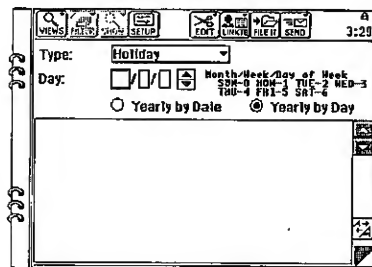 VIEWS FILTER SHOW SETUP EDIT LINK IT FILE IT SEND 3:29
Type: Holiday
Day: / / Month/Week/Day of Week
SUN-0 MON-1 TUE-2 WED-3
THU-4 FRI-5 SAT-6
Yearly by Date Yearly by Day